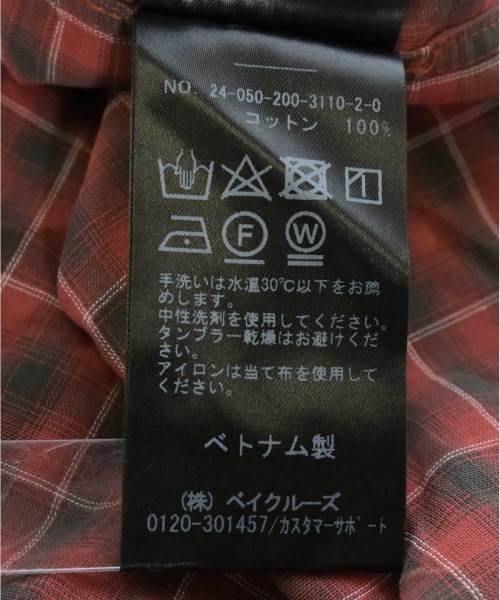 NO. 24-050-200-3110-2-0
コットン 100%
1
F W
手洗いは水温30℃以下をお薦
めします。
中性洗剤を使用してください。
タンブラー乾燥はお避けくだ
さい。
アイロンは当て布を使用して
ください。
ベトナム製
(株) ベイクルーズ
0120-301457/カスタマーサポート